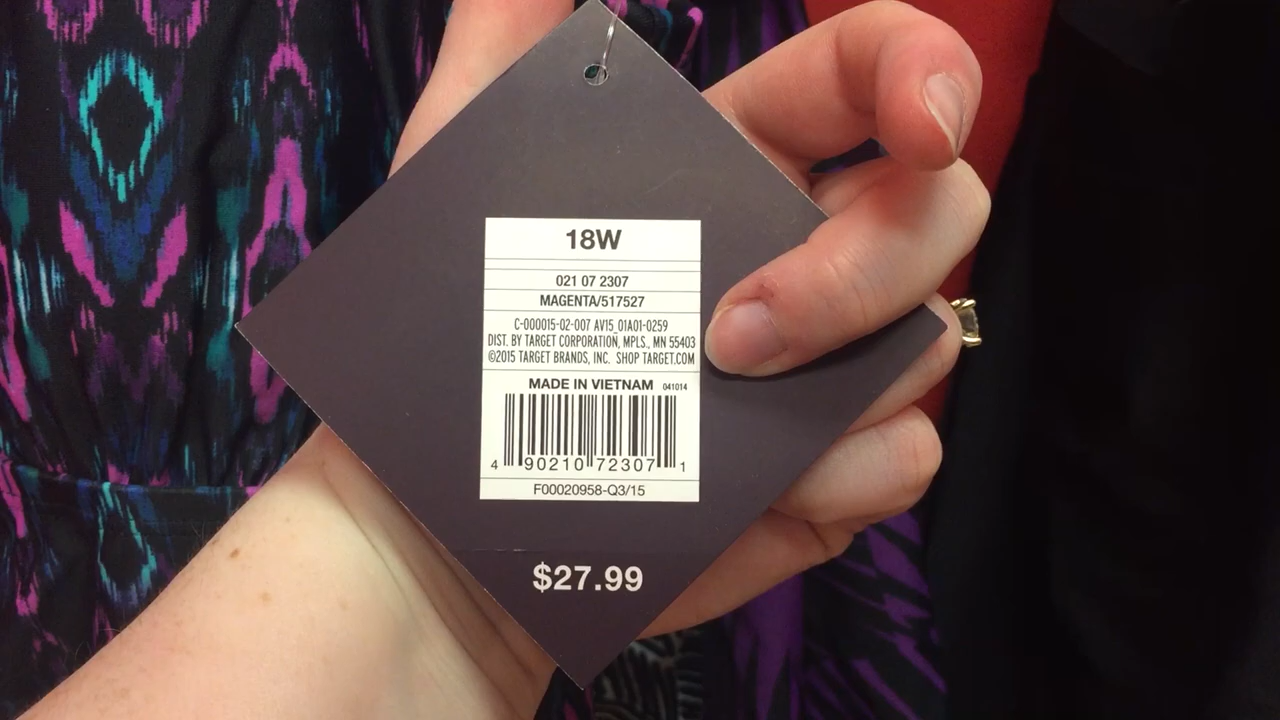 18W
021 07 2307
MAGENTA/517527
C-000015-02-007 AV15_01A01-0259
DIST. BY TARGET CORPORATION, MPLS., MN 55403
©2015 TARGET BRANDS, INC. SHOP TARGET.COM
MADE IN VIETNAM 041014
4 90210 72307 1
F00020958-Q3/15
$27.99